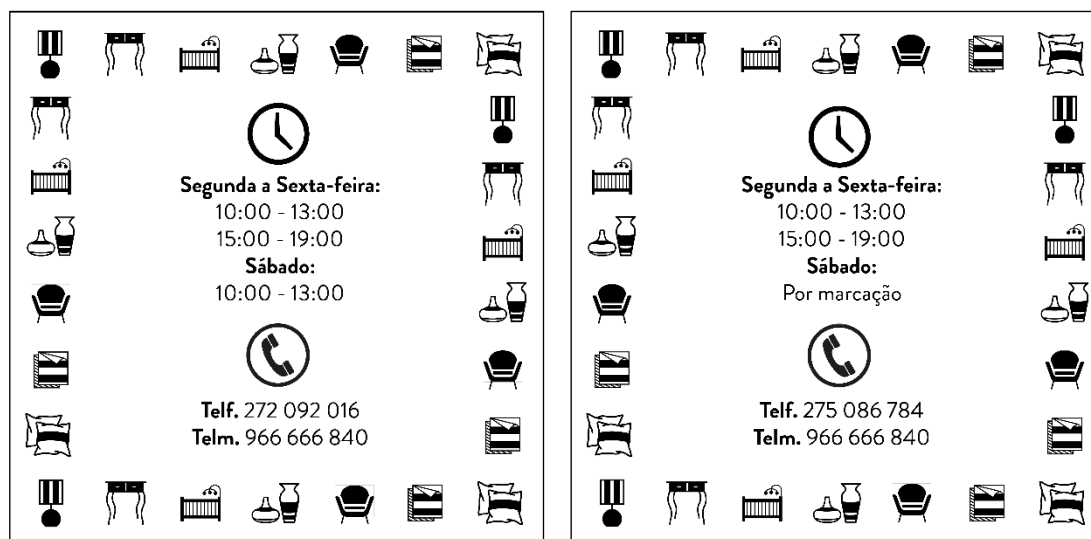 Segunda a Sexta-feira:
10:00 - 13:00
15:00 - 19:00
Sábado:
10:00 - 13:00
Telf. 272 092 016
Telm. 966 666 840
Segunda a Sexta-feira:
10:00 - 13:00
15:00 - 19:00
Sábado:
Por marcação
Telf. 275 086 784
Telm. 966 666 840